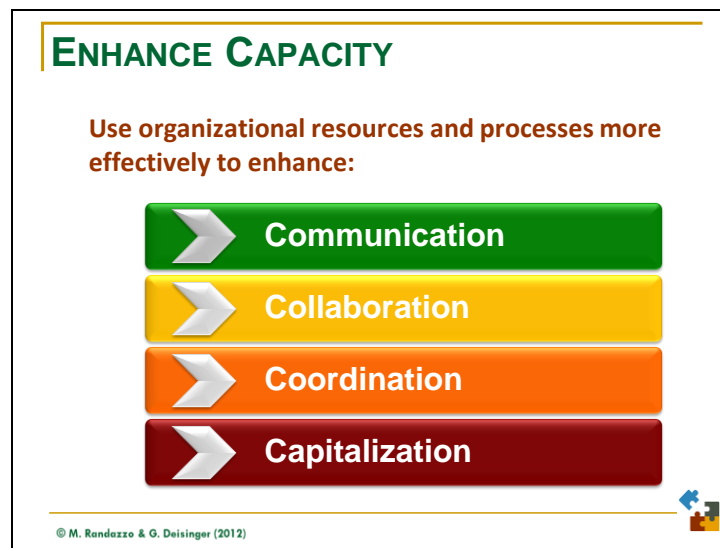 ENHANCE CAPACITY
Use organizational resources and processes more
effectively to enhance:
Communication
Collaboration
Coordination
Capitalization
© M. Randazzo & G. Deisinger (2012)